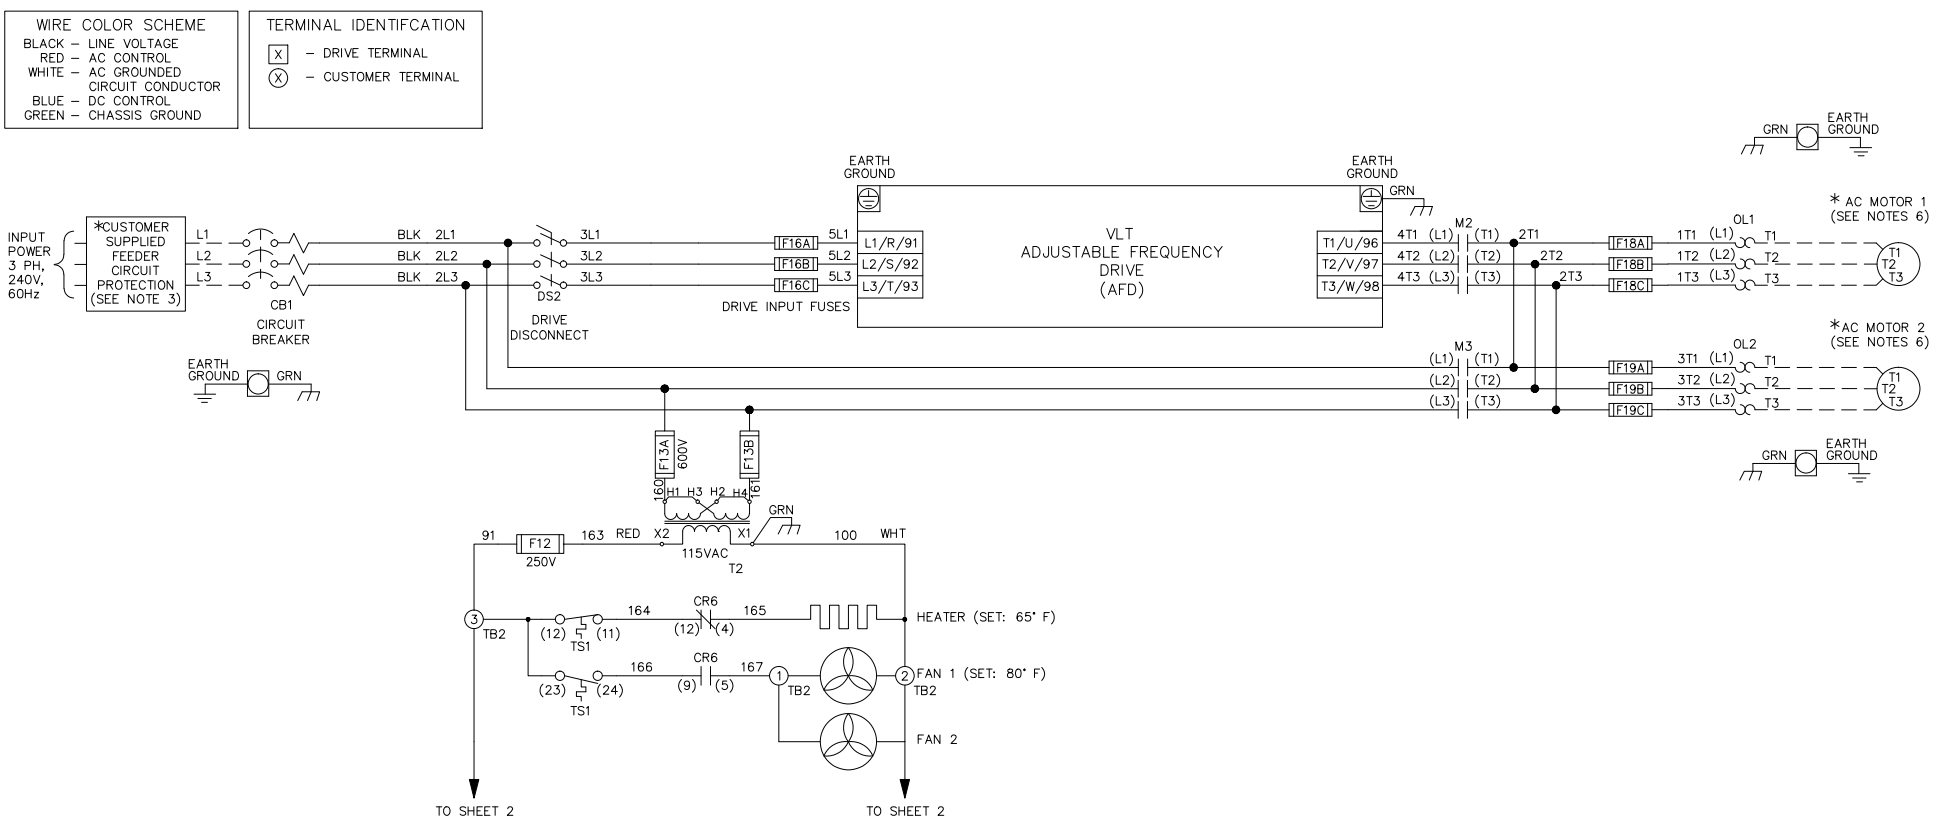 WIRE COLOR SCHEME
BLACK – LINE VOLTAGE
RED – AC CONTROL
WHITE – AC GROUNDED
CIRCUIT CONDUCTOR
BLUE – DC CONTROL
GREEN – CHASSIS GROUND
TERMINAL IDENTIFCATION
X – DRIVE TERMINAL
X – CUSTOMER TERMINAL
INPUT
POWER
3 PH,
240V,
60Hz
*CUSTOMER
SUPPLIED
FEEDER
CIRCUIT
PROTECTION
(SEE NOTE 3)
L1
L2
L3
CB1
CIRCUIT
BREAKER
BLK 2L1
BLK 2L2
BLK 2L3
DS2
DRIVE
DISCONNECT
3L1
3L2
3L3
F16A
F16B
F16C
DRIVE INPUT FUSES
5L1
5L2
5L3
EARTH
GROUND
L1/R/91
L2/S/92
L3/T/93
VLT
ADJUSTABLE FREQUENCY
DRIVE
(AFD)
EARTH
GROUND
GRN
T1/U/96
T2/V/97
T3/W/98
4T1 (L1) M2 (T1) 2T1
4T2 (L2) (T2) 2T2
4T3 (L3) (T3) 2T3
F18A
F18B
F18C
OL1
1T1 (L1) T1
1T2 (L2) T2
1T3 (L3) T3
GRN
EARTH
GROUND
* AC MOTOR 1
(SEE NOTES 6)
T1
T2
T3
M3
(L1) (T1)
(L2) (T2)
(L3) (T3)
F19A
F19B
F19C
OL2
3T1 (L1) T1
3T2 (L2) T2
3T3 (L3) T3
*AC MOTOR 2
(SEE NOTES 6)
T1
T2
T3
GRN
EARTH
GROUND
EARTH
GROUND
GRN
F13A
600V
F13B
160
161
H1 H3 H2 H4
GRN
91
F12
250V
163 RED X2
X1
115VAC
T2
100 WHT
3
TB2
(12) (11)
TS1
164
CR6
(12) (4)
165
HEATER (SET: 65° F)
(23) (24)
TS1
166
CR6
(9) (5)
167
1
TB2
2
TB2
FAN 1 (SET: 80° F)
FAN 2
TO SHEET 2
TO SHEET 2